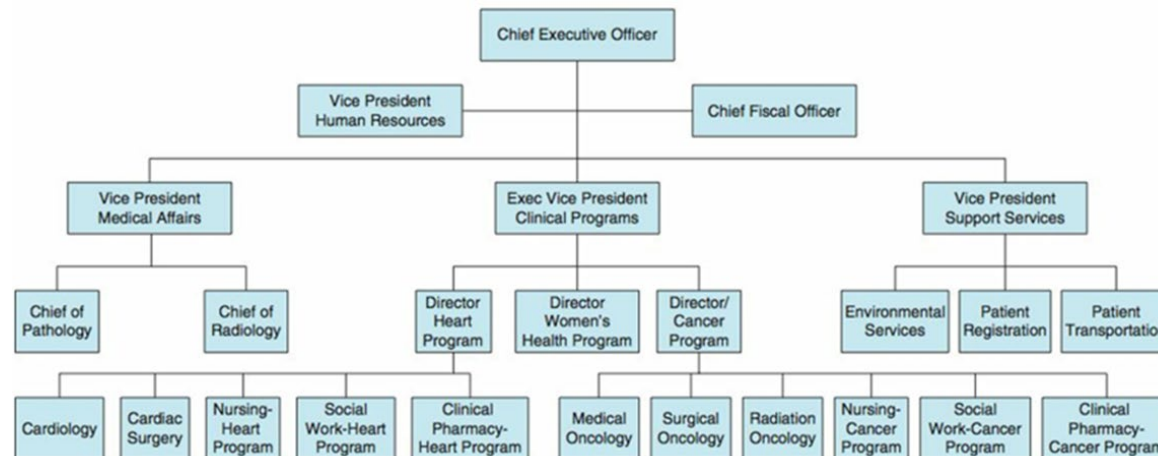 Chief Executive Officer
Vice President
Human Resources
Chief Fiscal Officer
Vice President
Medical Affairs
Exec Vice President
Clinical Programs
Vice President
Support Services
Chief of
Pathology
Chief of
Radiology
Director
Heart
Program
Director
Women's
Health Program
Director/
Cancer
Program
Environmental
Services
Patient
Registration
Patient
Transportation
Cardiology
Cardiac
Surgery
Nursing-
Heart
Program
Social
Work-Heart
Program
Clinical
Pharmacy-
Heart Program
Medical
Oncology
Surgical
Oncology
Radiation
Oncology
Nursing-
Cancer
Program
Social
Work-Cancer
Program
Clinical
Pharmacy-
Cancer Program